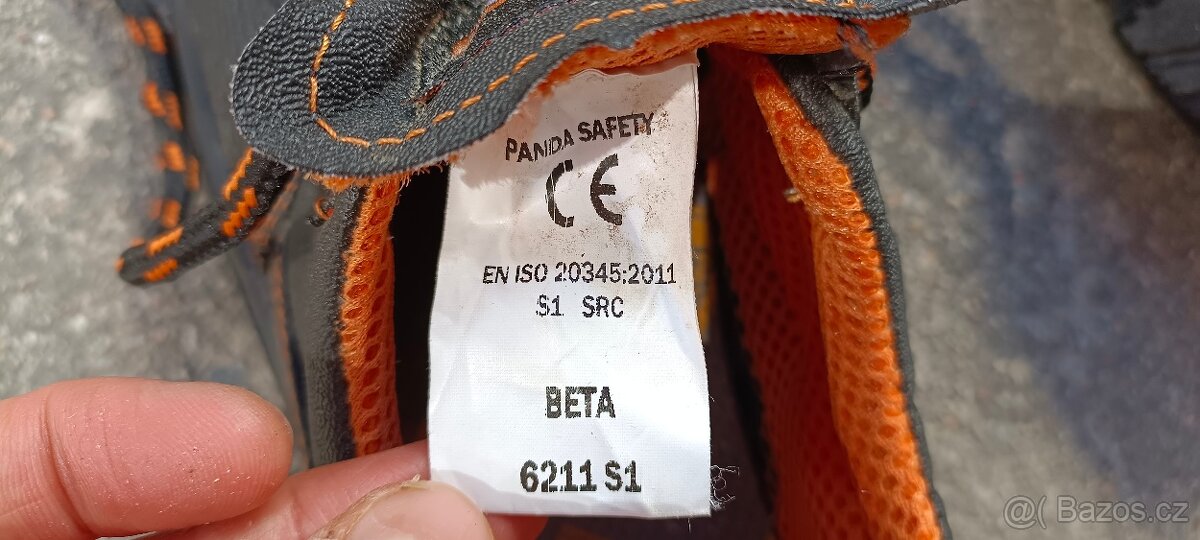 PANDA SAFETY
CE
EN ISO 20345:2011
S1 SRC
BETA
6211 S1
@( Bazos.cz